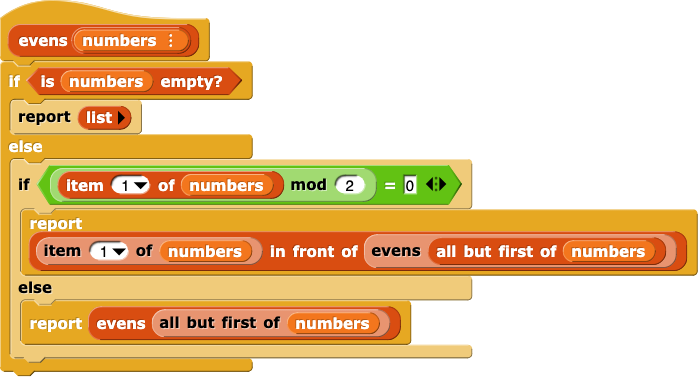 evens numbers ⋮
if is numbers empty?
report list
else
if item 1 of numbers mod 2 = 0
report
item 1 of numbers in front of evens all but first of numbers
else
report evens all but first of numbers